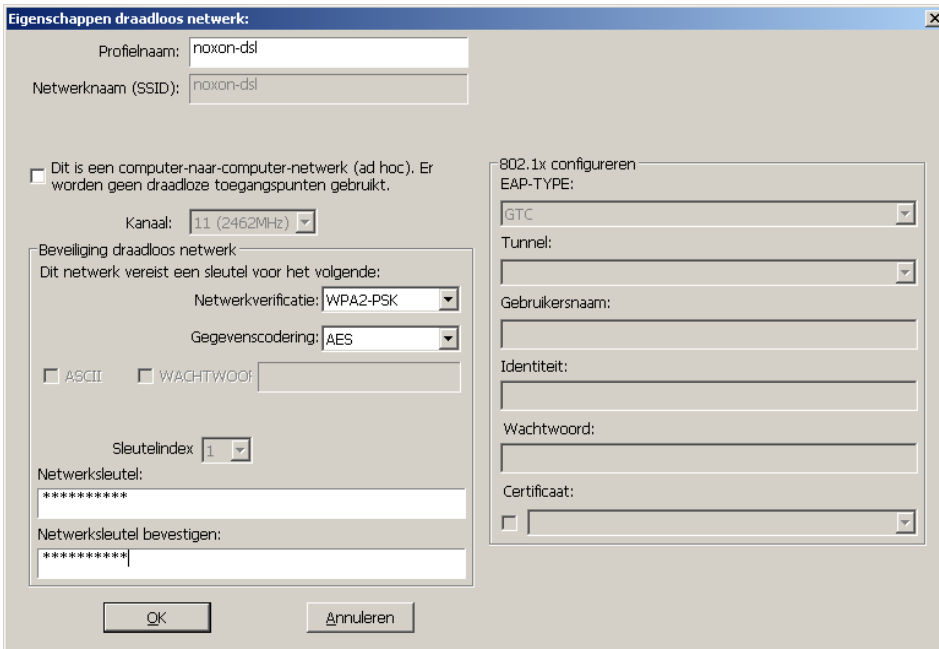 Eigenschappen draadloos netwerk:
Profielnaam: noxon-dsl
Netwerknaam (SSID): noxon-dsl
Dit is een computer-naar-computer-netwerk (ad hoc). Er
worden geen draadloze toegangspunten gebruikt.
Kanaal: 11 (2462MHz)
Beveiliging draadloos netwerk
Dit netwerk vereist een sleutel voor het volgende:
Netwerkverificatie: WPA2-PSK
Gegevenscodering: AES
ASCII WACHTWOOF
Sleutelindex 1
Netwerksleutel:
**********
Netwerksleutel bevestigen:
**********
OK Annuleren
802.1x configureren
EAP-TYPE:
GTC
Tunnel:
Gebruikersnaam:
Identiteit:
Wachtwoord:
Certificaat: